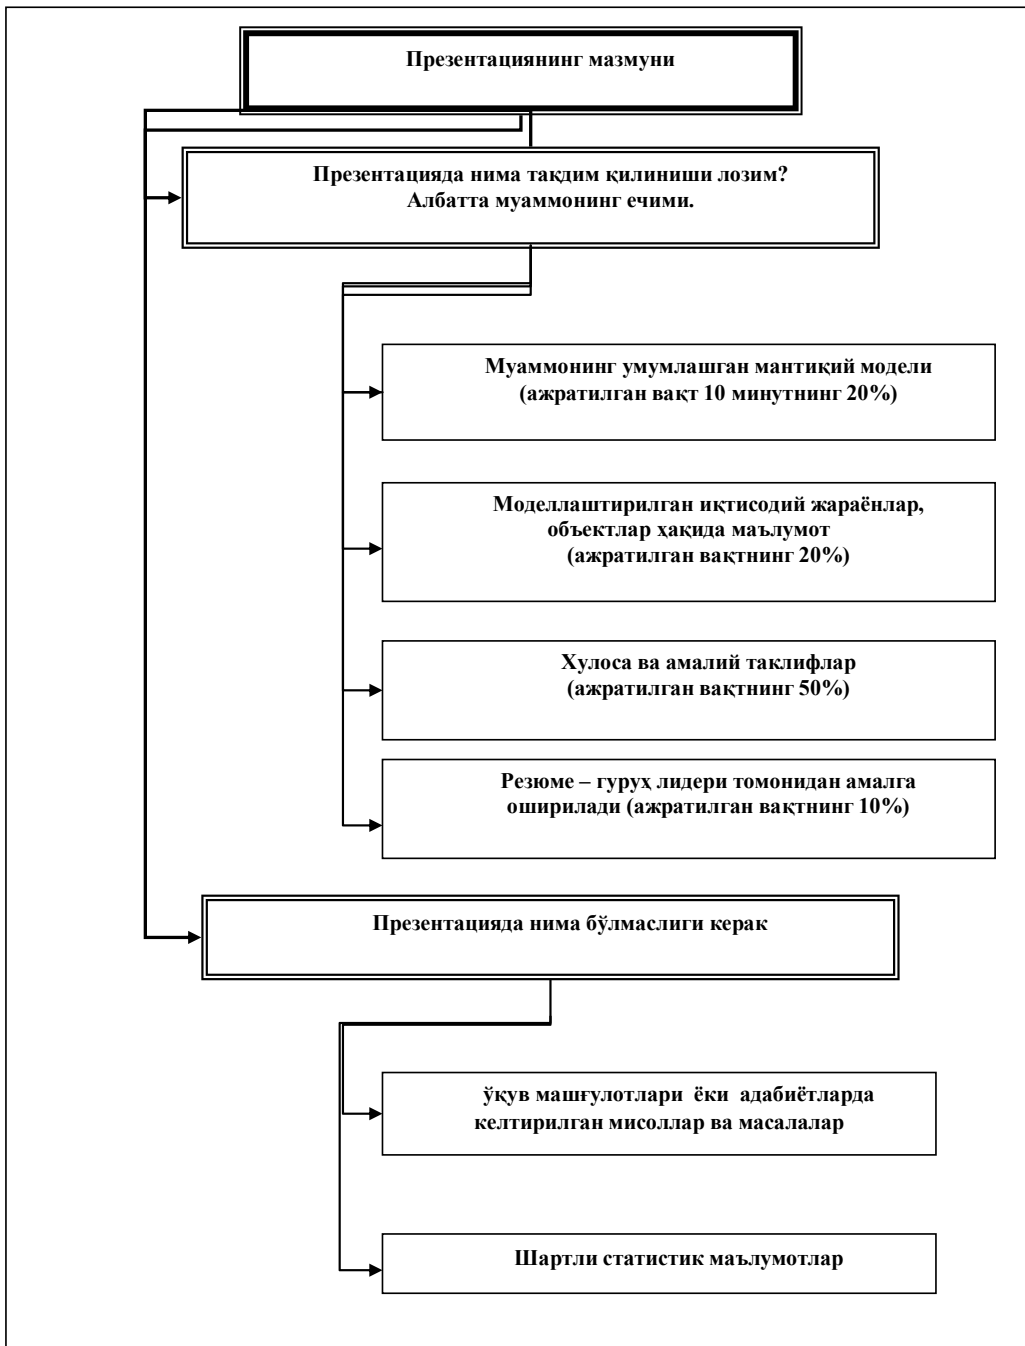 Презентациянинг мазмуни
Презентацияда нима тақдим қилиниши лозим?
Албатта муаммонинг ечими.
Муаммонинг умумлашган мантиқий модели
(ажратилган вақт 10 минутнинг 20%)
Моделлаштирилган иқтисодий жараёнлар,
объектлар ҳақида маълумот
(ажратилган вақтнинг 20%)
Хулоса ва амалий таклифлар
(ажратилган вақтнинг 50%)
Резюме – гуруҳ лидери томонидан амалга
оширилади (ажратилган вақтнинг 10%)
Презентацияда нима бўлмаслиги керак
ўқув машғулотлари ёки адабиётларда
келтирилган мисоллар ва масалалар
Шартли статистик маълумотлар